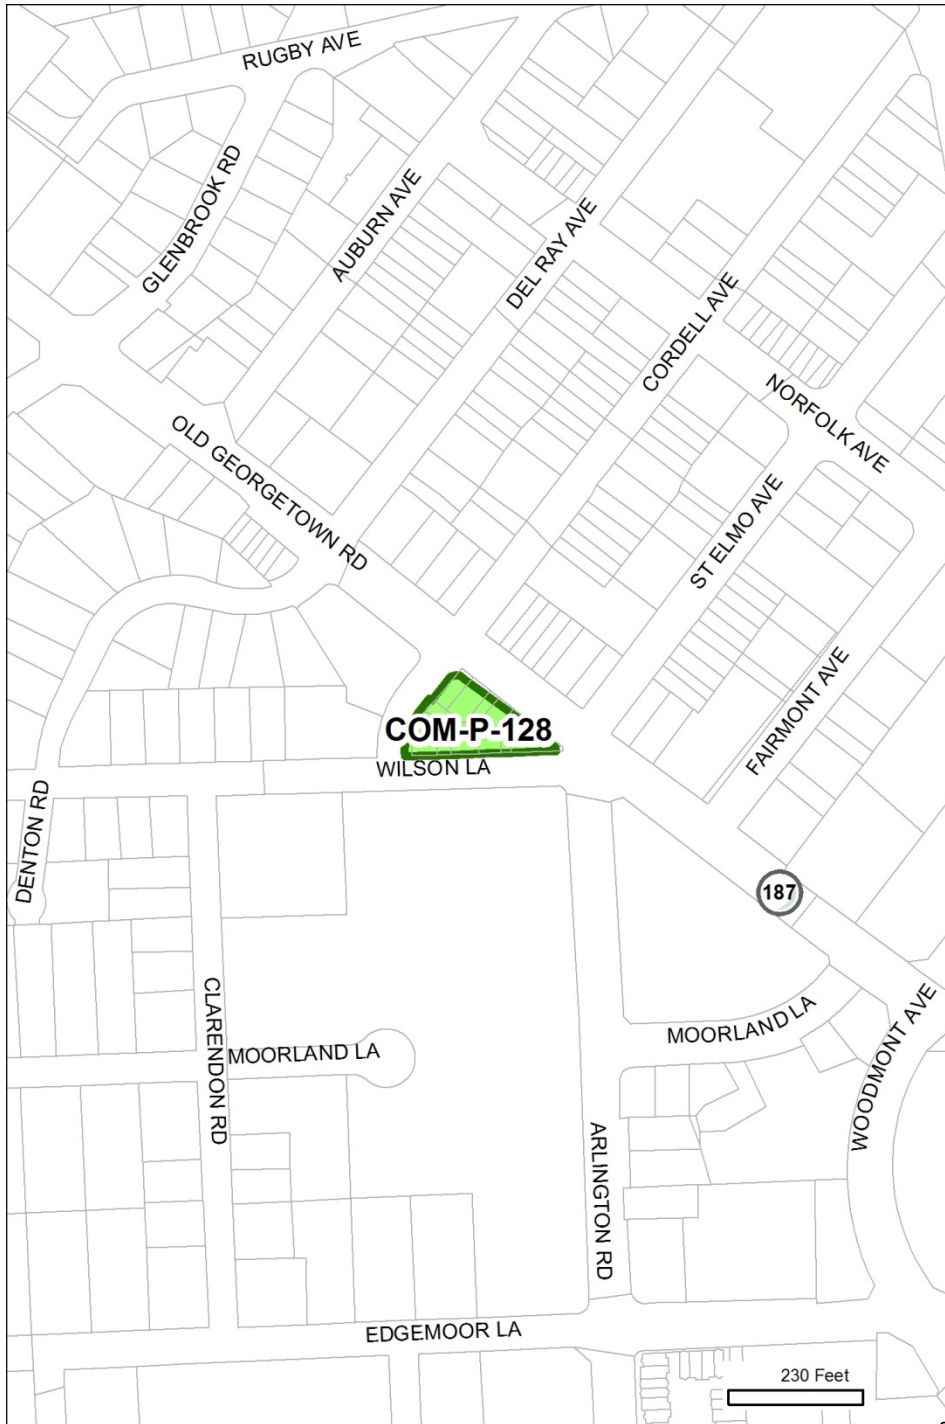 RUGBY AVE
GLENBROOK RD
AUBURN AVE
DEL RAY AVE
CORDELL AVE
NORFOLK AVE
OLD GEORGETOWN RD
ST ELMO AVE
FAIRMONT AVE
COM-P-128
WILSON LA
DENTON RD
187
CLARENDON RD
MOORLAND LA
MOORLAND LA
WOODMONT AVE
ARLINGTON RD
EDGEMOOR LA
230 Feet